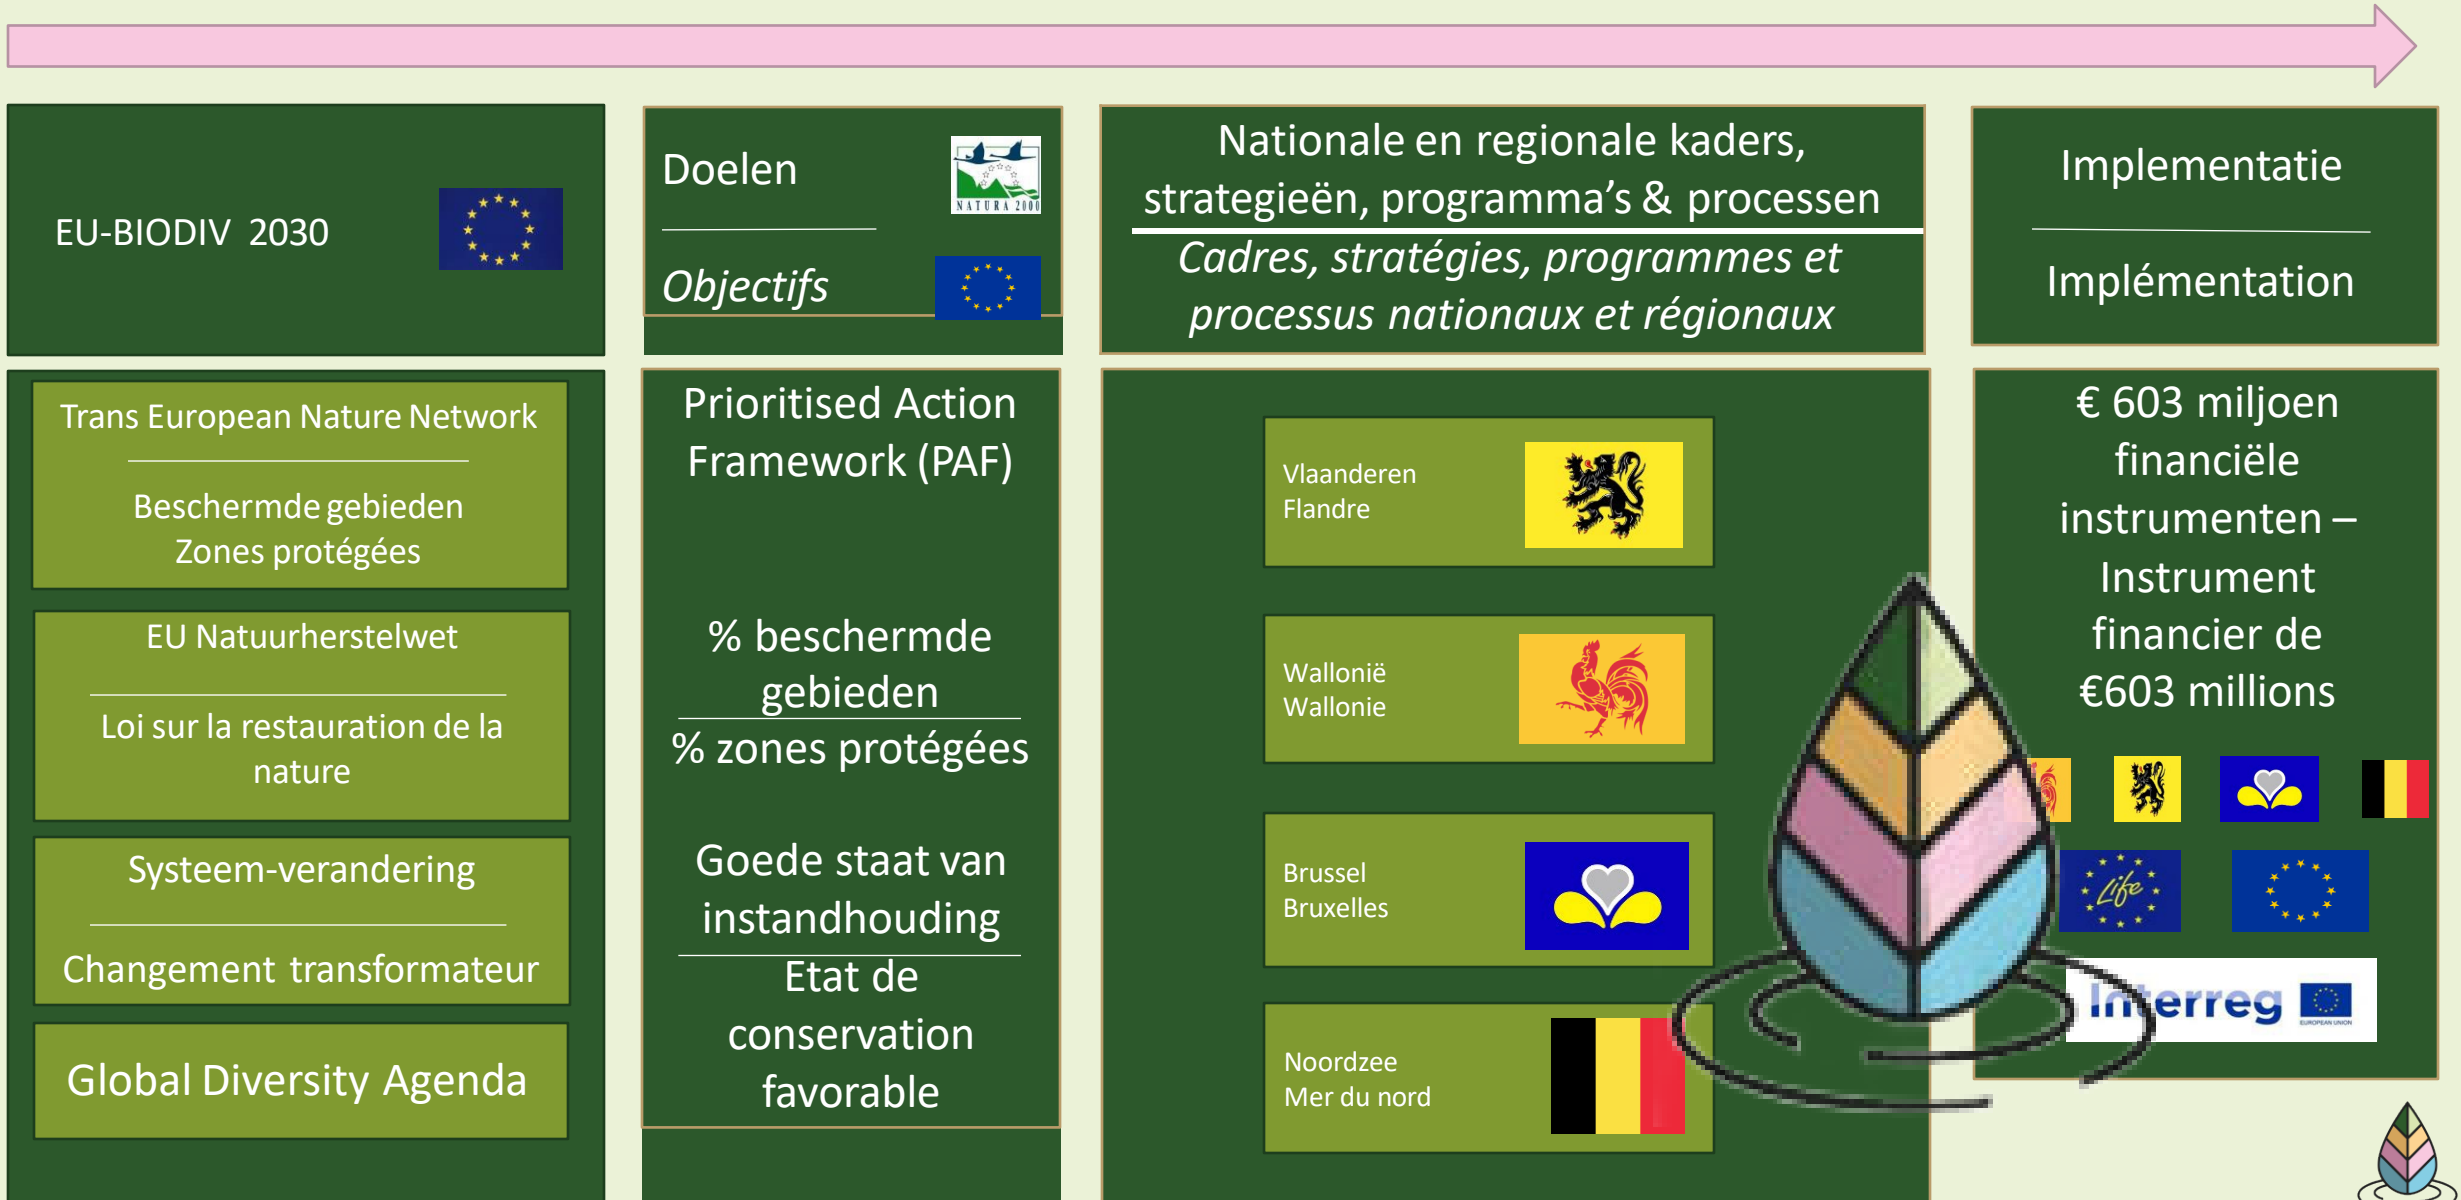 EU-BIODIV 2030
Doelen
NATURA 2000
Objectifs
Nationale en regionale kaders,
strategieën, programma's & processen
Cadres, stratégies, programmes et
processus nationaux et régionaux
Implementatie
Implémentation
Trans European Nature Network
Beschermde gebieden
Zones protégées
EU Natuurherstelwet
Loi sur la restauration de la
nature
Systeem-verandering
Changement transformateur
Global Diversity Agenda
Prioritised Action
Framework (PAF)
% beschermde
gebieden
% zones protégées
Goede staat van
instandhouding
Etat de
conservation
favorable
Vlaanderen
Flandre
Wallonië
Wallonie
Brussel
Bruxelles
Noordzee
Mer du nord
€ 603 miljoen
financiële
instrumenten –
Instrument
financier de
€603 millions
Life
Interreg
EUROPEAN UNION